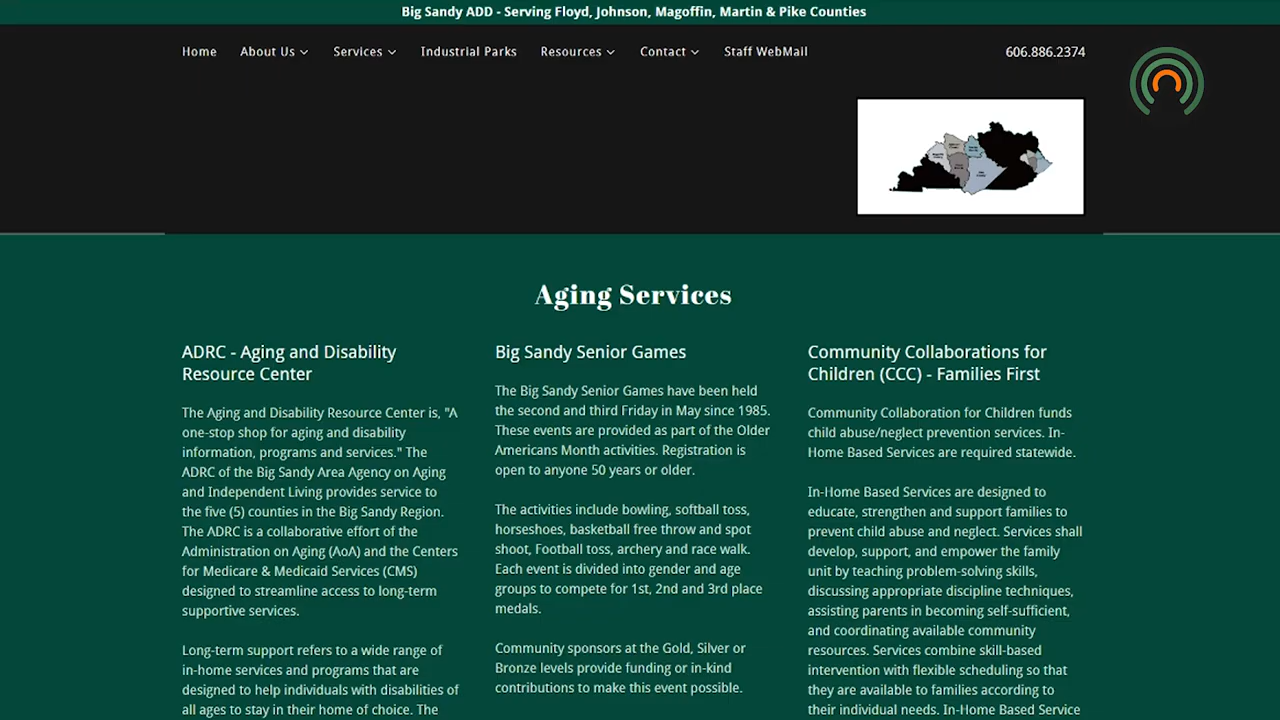 Big Sandy ADD - Serving Floyd, Johnson, Magoffin, Martin & Pike Counties
Home About Us Services Industrial Parks Resources Contact Staff WebMail 606.886.2374
Aging Services
ADRC - Aging and Disability
Resource Center
The Aging and Disability Resource Center is, "A
one-stop shop for aging and disability
information, programs and services." The
ADRC of the Big Sandy Area Agency on Aging
and Independent Living provides service to
the five (5) counties in the Big Sandy Region.
The ADRC is a collaborative effort of the
Administration on Aging (AoA) and the Centers
for Medicare & Medicaid Services (CMS)
designed to streamline access to long-term
supportive services.
Long-term support refers to a wide range of
in-home services and programs that are
designed to help individuals with disabilities of
all ages to stay in their home of choice. The
Big Sandy Senior Games
The Big Sandy Senior Games have been held
the second and third Friday in May since 1985.
These events are provided as part of the Older
Americans Month activities. Registration is
open to anyone 50 years or older.
The activities include bowling, softball toss,
horseshoes, basketball free throw and spot
shoot, Football toss, archery and race walk.
Each event is divided into gender and age
groups to compete for 1st, 2nd and 3rd place
medals.
Community sponsors at the Gold, Silver or
Bronze levels provide funding or in-kind
contributions to make this event possible.
Community Collaborations for
Children (CCC) - Families First
Community Collaboration for Children funds
child abuse/neglect prevention services. In-
Home Based Services are required statewide.
In-Home Based Services are designed to
educate, strengthen and support families to
prevent child abuse and neglect. Services shall
develop, support, and empower the family
unit by teaching problem-solving skills,
discussing appropriate discipline techniques,
assisting parents in becoming self-sufficient,
and coordinating available community
resources. Services combine skill-based
intervention with flexible scheduling so that
they are available to families according to
their individual needs. In-Home Based Service